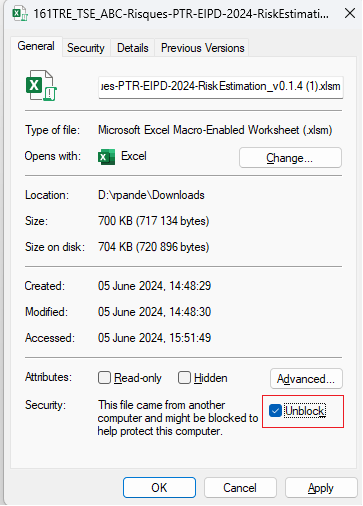 161TRE_TSE_ABC-Risques-PTR-EIPD-2024-RiskEstimati...
General
Security
Details
Previous Versions
ues-PTR-EIPD-2024-RiskEstimation_v0.1.4 (1).xlsm
Type of file: Microsoft Excel Macro-Enabled Worksheet (.xlsm)
Opens with: Excel Change...
Location: D:\rpande\Downloads
Size: 700 KB (717 134 bytes)
Size on disk: 704 KB (720 896 bytes)
Created: 05 June 2024, 14:48:29
Modified: 05 June 2024, 14:48:30
Accessed: 05 June 2024, 15:51:49
Attributes: Read-only Hidden Advanced...
Security: This file came from another
computer and might be blocked to
help protect this computer.
Unblock
OK Cancel Apply